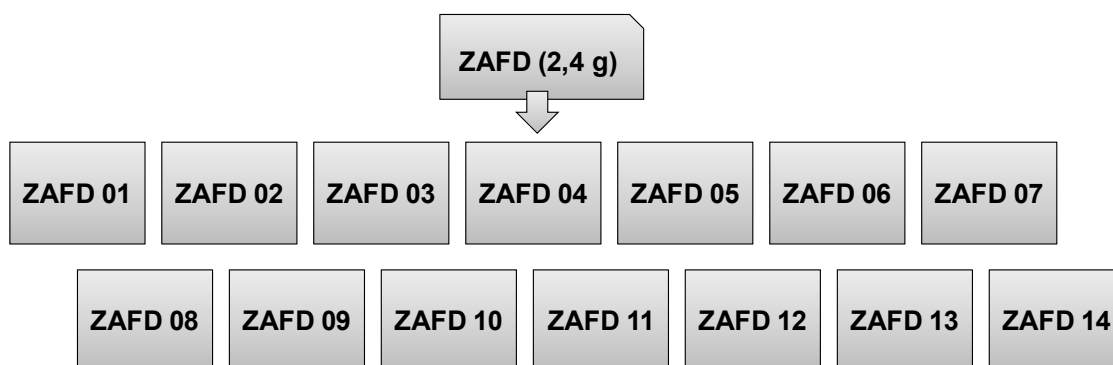 ZAFD (2,4 g)
ZAFD 01 ZAFD 02 ZAFD 03 ZAFD 04 ZAFD 05 ZAFD 06 ZAFD 07
ZAFD 08 ZAFD 09 ZAFD 10 ZAFD 11 ZAFD 12 ZAFD 13 ZAFD 14